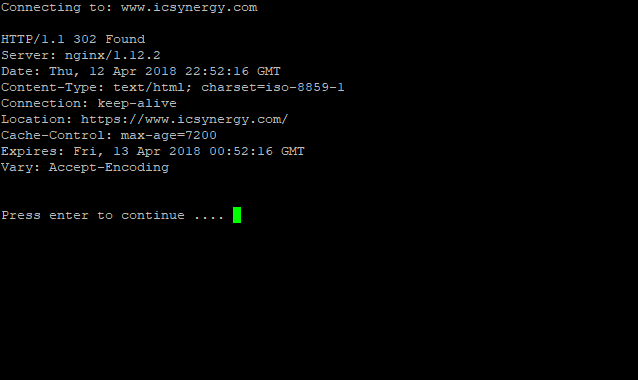 Connecting to: www.icsynergy.com
HTTP/1.1 302 Found
Server: nginx/1.12.2
Date: Thu, 12 Apr 2018 22:52:16 GMT
Content-Type: text/html; charset=iso-8859-1
Connection: keep-alive
Location: https://www.icsynergy.com/
Cache-Control: max-age=7200
Expires: Fri, 13 Apr 2018 00:52:16 GMT
Vary: Accept-Encoding
Press enter to continue ....